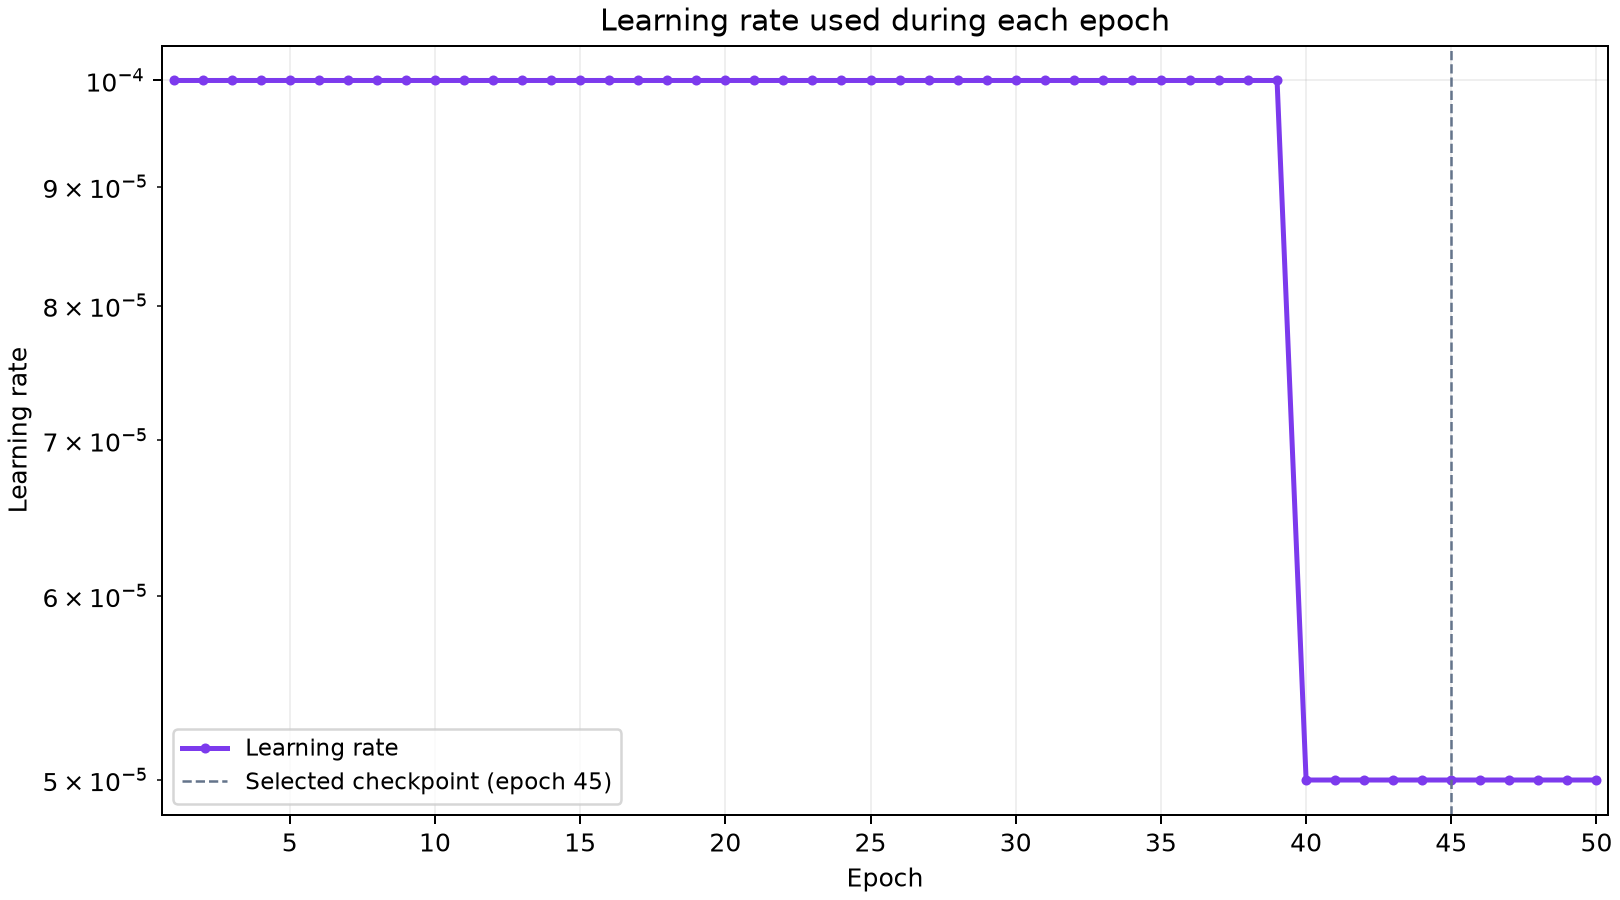 Learning rate used during each epoch
10⁻⁴
9 × 10⁻⁵
8 × 10⁻⁵
7 × 10⁻⁵
6 × 10⁻⁵
5 × 10⁻⁵
Learning rate
Learning rate
Selected checkpoint (epoch 45)
5 10 15 20 25 30 35 40 45 50
Epoch